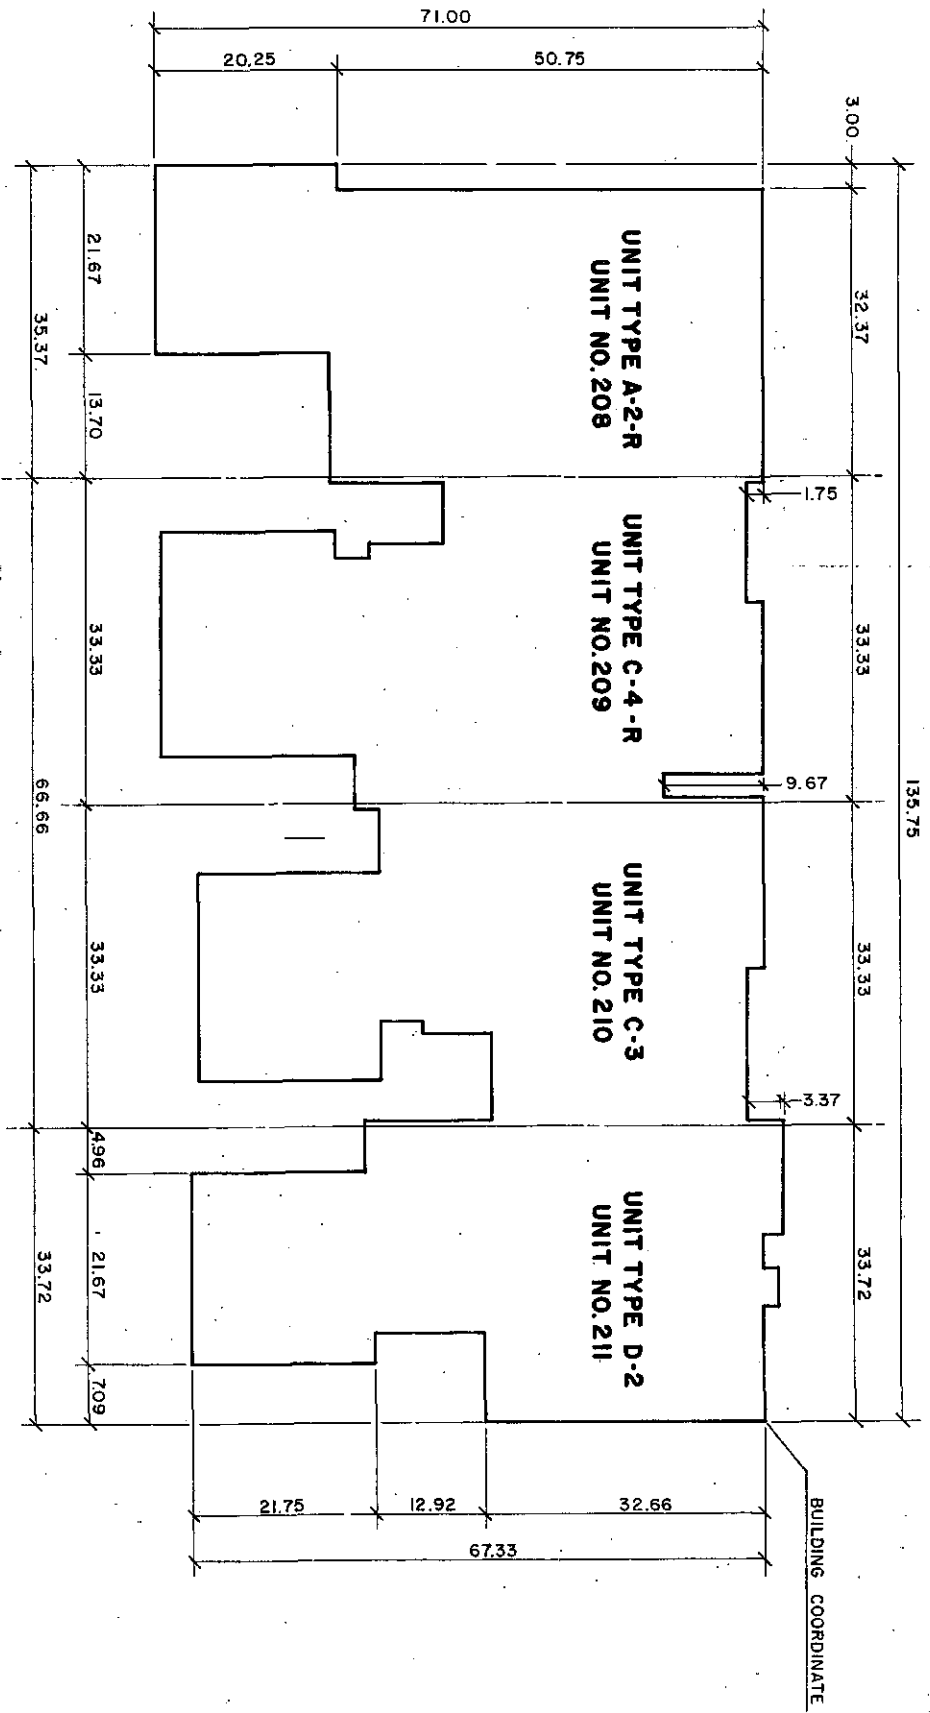 71.00
20.25
50.75
3.00
32.37
33.33
33.33
33.72
135.75
1.75
9.67
3.37
UNIT TYPE A-2-R
UNIT NO. 208
UNIT TYPE C-4-R
UNIT NO. 209
UNIT TYPE C-3
UNIT NO. 210
UNIT TYPE D-2
UNIT NO. 211
21.67
13.70
33.33
33.33
4.96
21.67
7.09
35.37
66.66
33.72
21.75
12.92
32.66
67.33
BUILDING COORDINATE